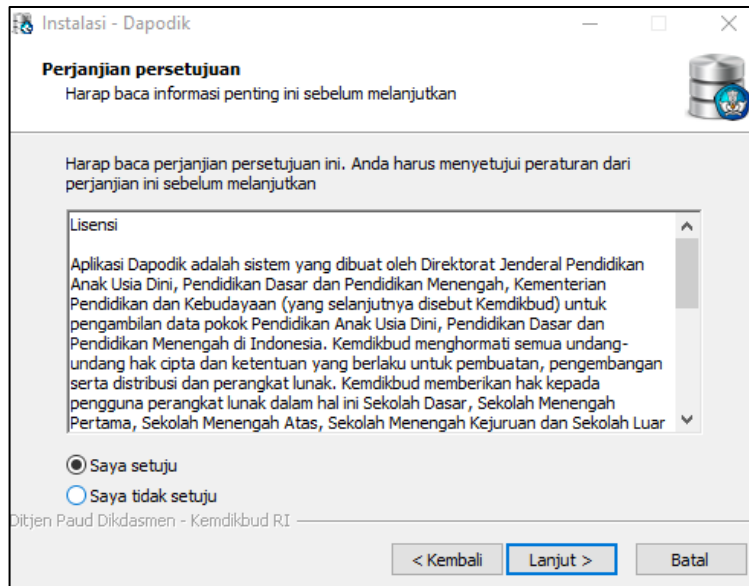 Instalasi - Dapodik
Perjanjian persetujuan
Harap baca informasi penting ini sebelum melanjutkan
Harap baca perjanjian persetujuan ini. Anda harus menyetujui peraturan dari
perjanjian ini sebelum melanjutkan
Lisensi
Aplikasi Dapodik adalah sistem yang dibuat oleh Direktorat Jenderal Pendidikan
Anak Usia Dini, Pendidikan Dasar dan Pendidikan Menengah, Kementerian
Pendidikan dan Kebudayaan (yang selanjutnya disebut Kemdikbud) untuk
pengambilan data pokok Pendidikan Anak Usia Dini, Pendidikan Dasar dan
Pendidikan Menengah di Indonesia. Kemdikbud menghormati semua undang-
undang hak cipta dan ketentuan yang berlaku untuk pembuatan, pengembangan
serta distribusi dan perangkat lunak. Kemdikbud memberikan hak kepada
pengguna perangkat lunak dalam hal ini Sekolah Dasar, Sekolah Menengah
Pertama, Sekolah Menengah Atas, Sekolah Menengah Kejuruan dan Sekolah Luar
Saya setuju
Saya tidak setuju
Ditjen Paud Dikdasmen - Kemdikbud RI
< Kembali Lanjut > Batal